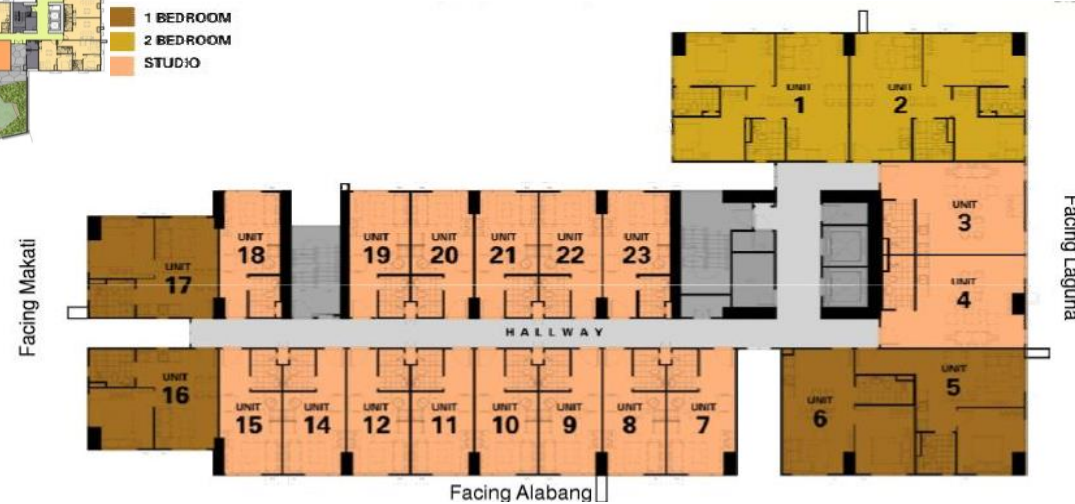 1 BEDROOM
2 BEDROOM
STUDIO
UNIT
1
UNIT
2
UNIT
3
UNIT
4
UNIT
5
UNIT
6
UNIT
7
UNIT
8
UNIT
9
UNIT
10
UNIT
11
UNIT
12
UNIT
14
UNIT
15
UNIT
16
UNIT
17
UNIT
18
UNIT
19
UNIT
20
UNIT
21
UNIT
22
UNIT
23
HALLWAY
Facing Makati
Facing Alabang
Facing Laguna